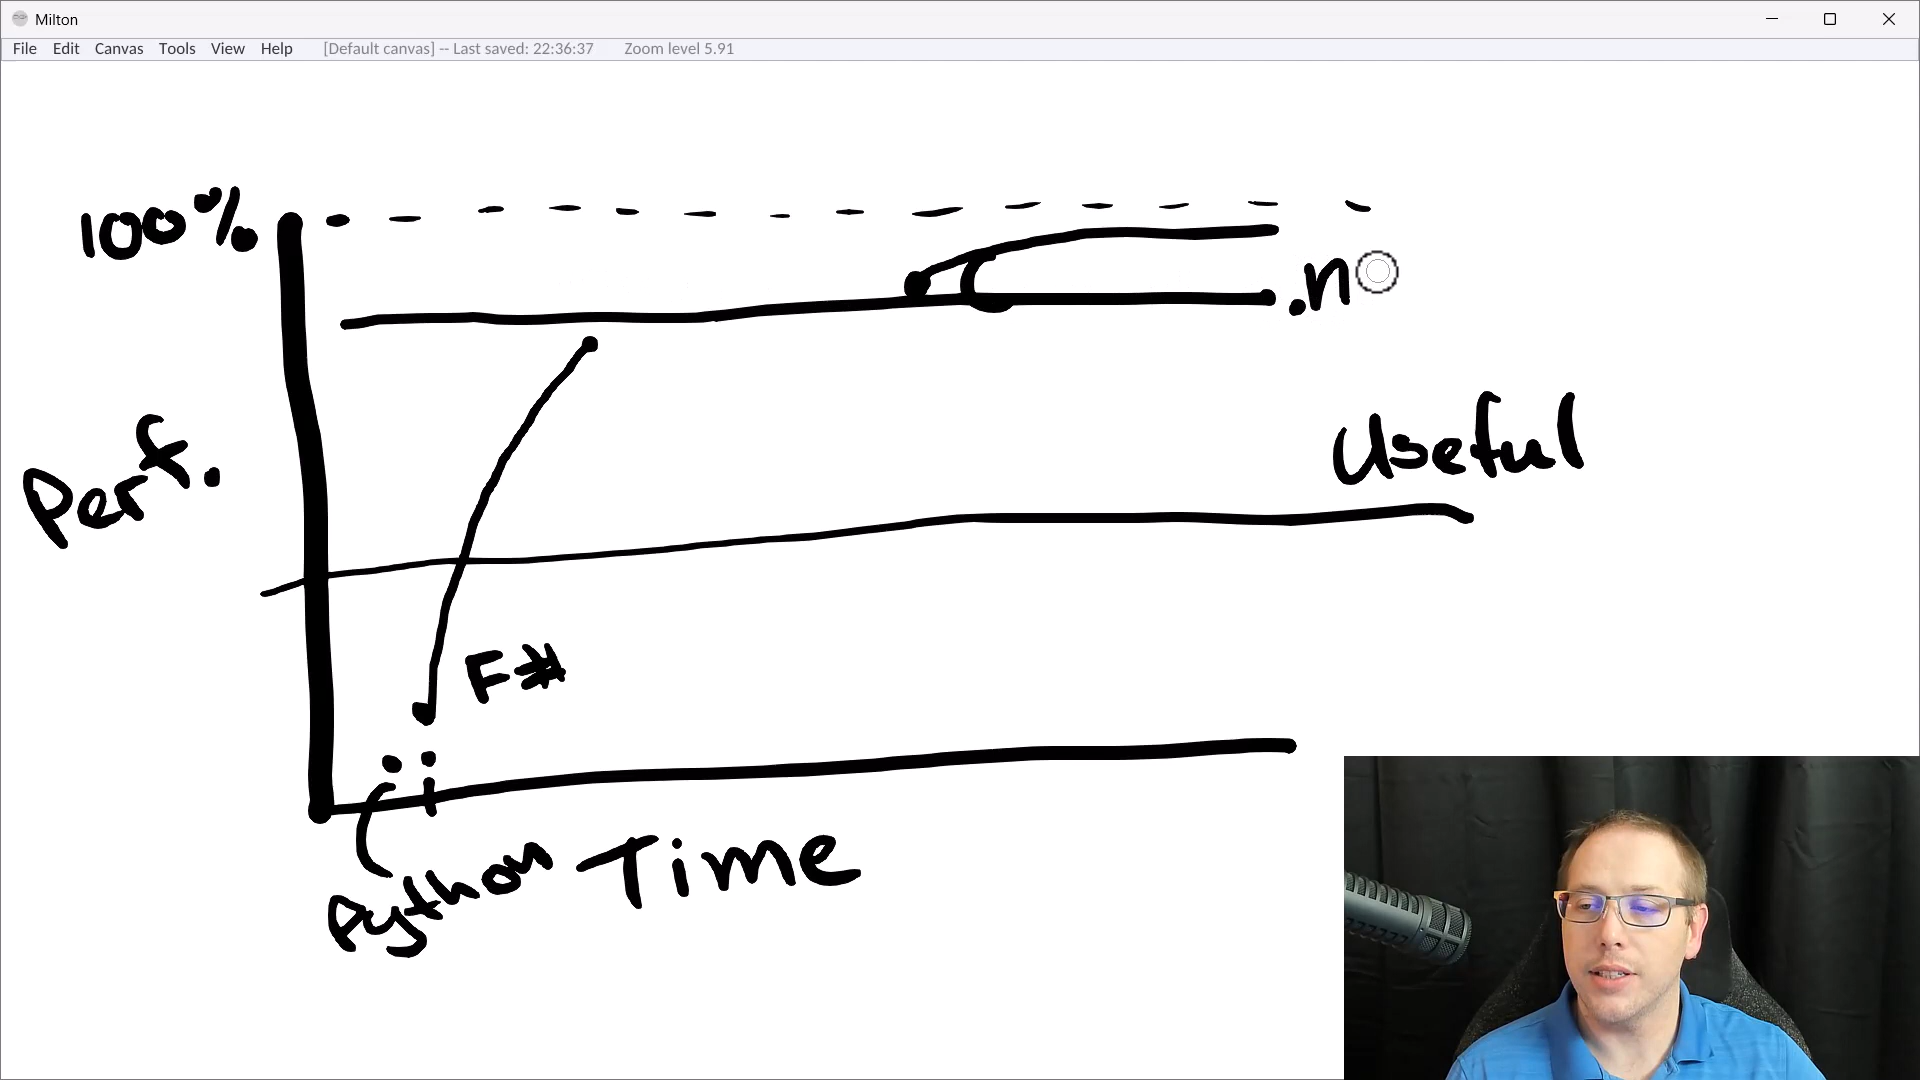 Milton
File Edit Canvas Tools View Help [Default canvas] -- Last saved: 22:36:37 Zoom level 5.91
100%
.n
Perf.
Useful
F#
Python
Time